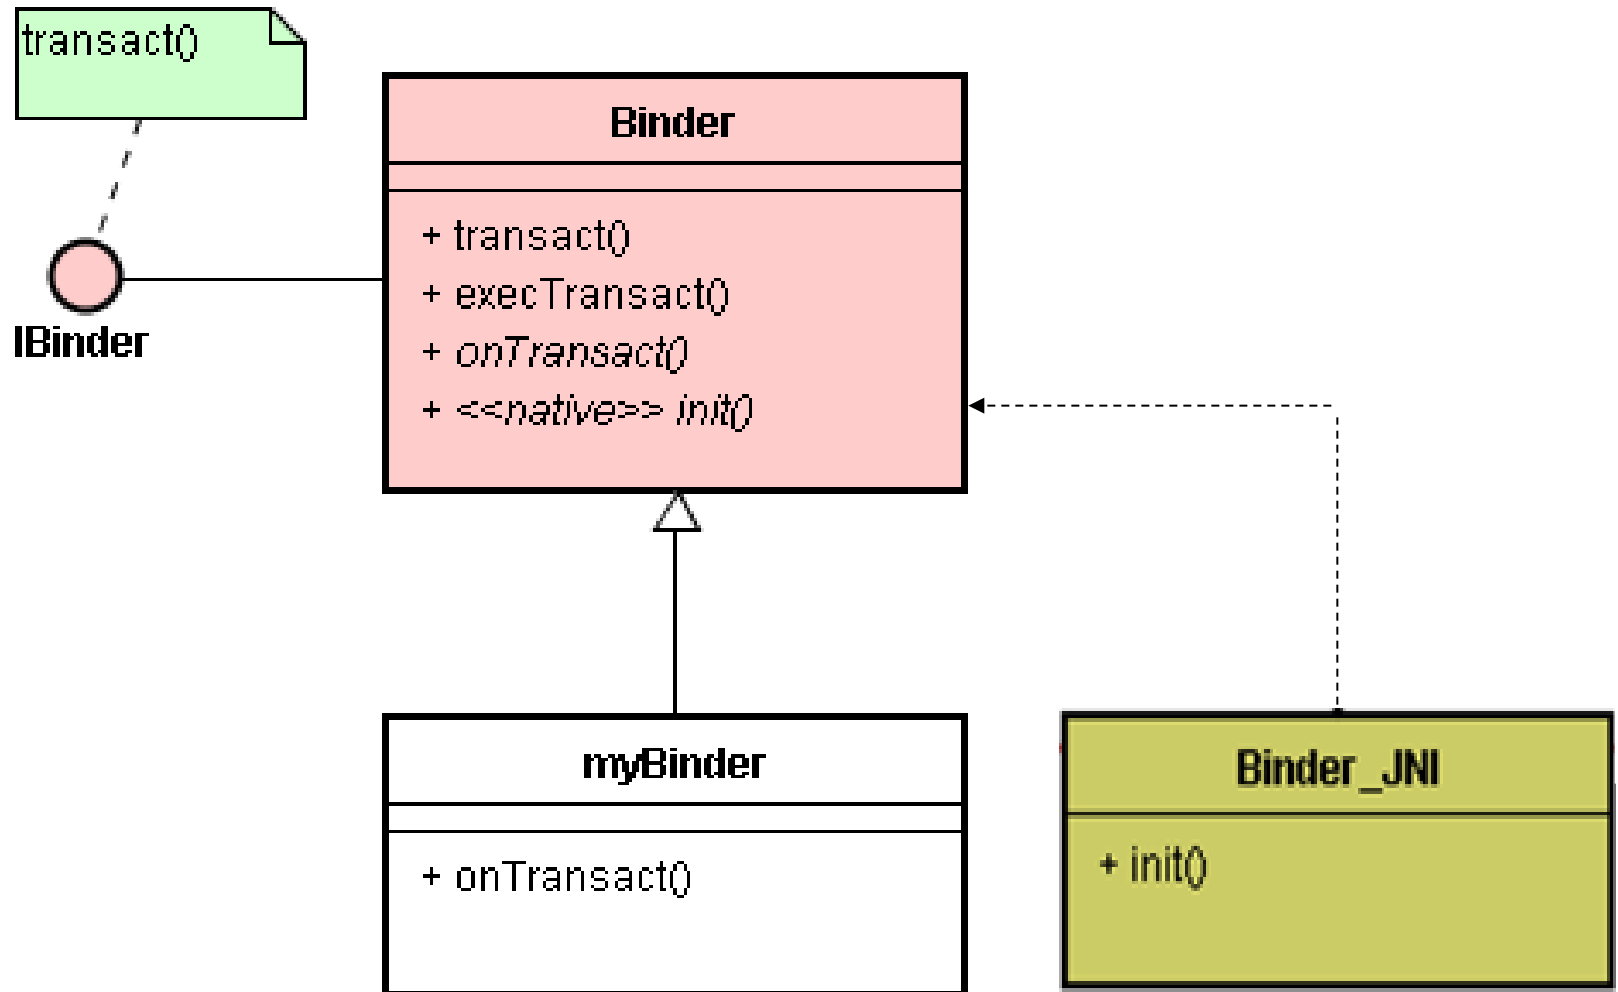 transact()
Binder
+ transact()
+ execTransact()
+ onTransact()
+ <<native>> init()
IBinder
myBinder
+ onTransact()
Binder_JNI
+ init()